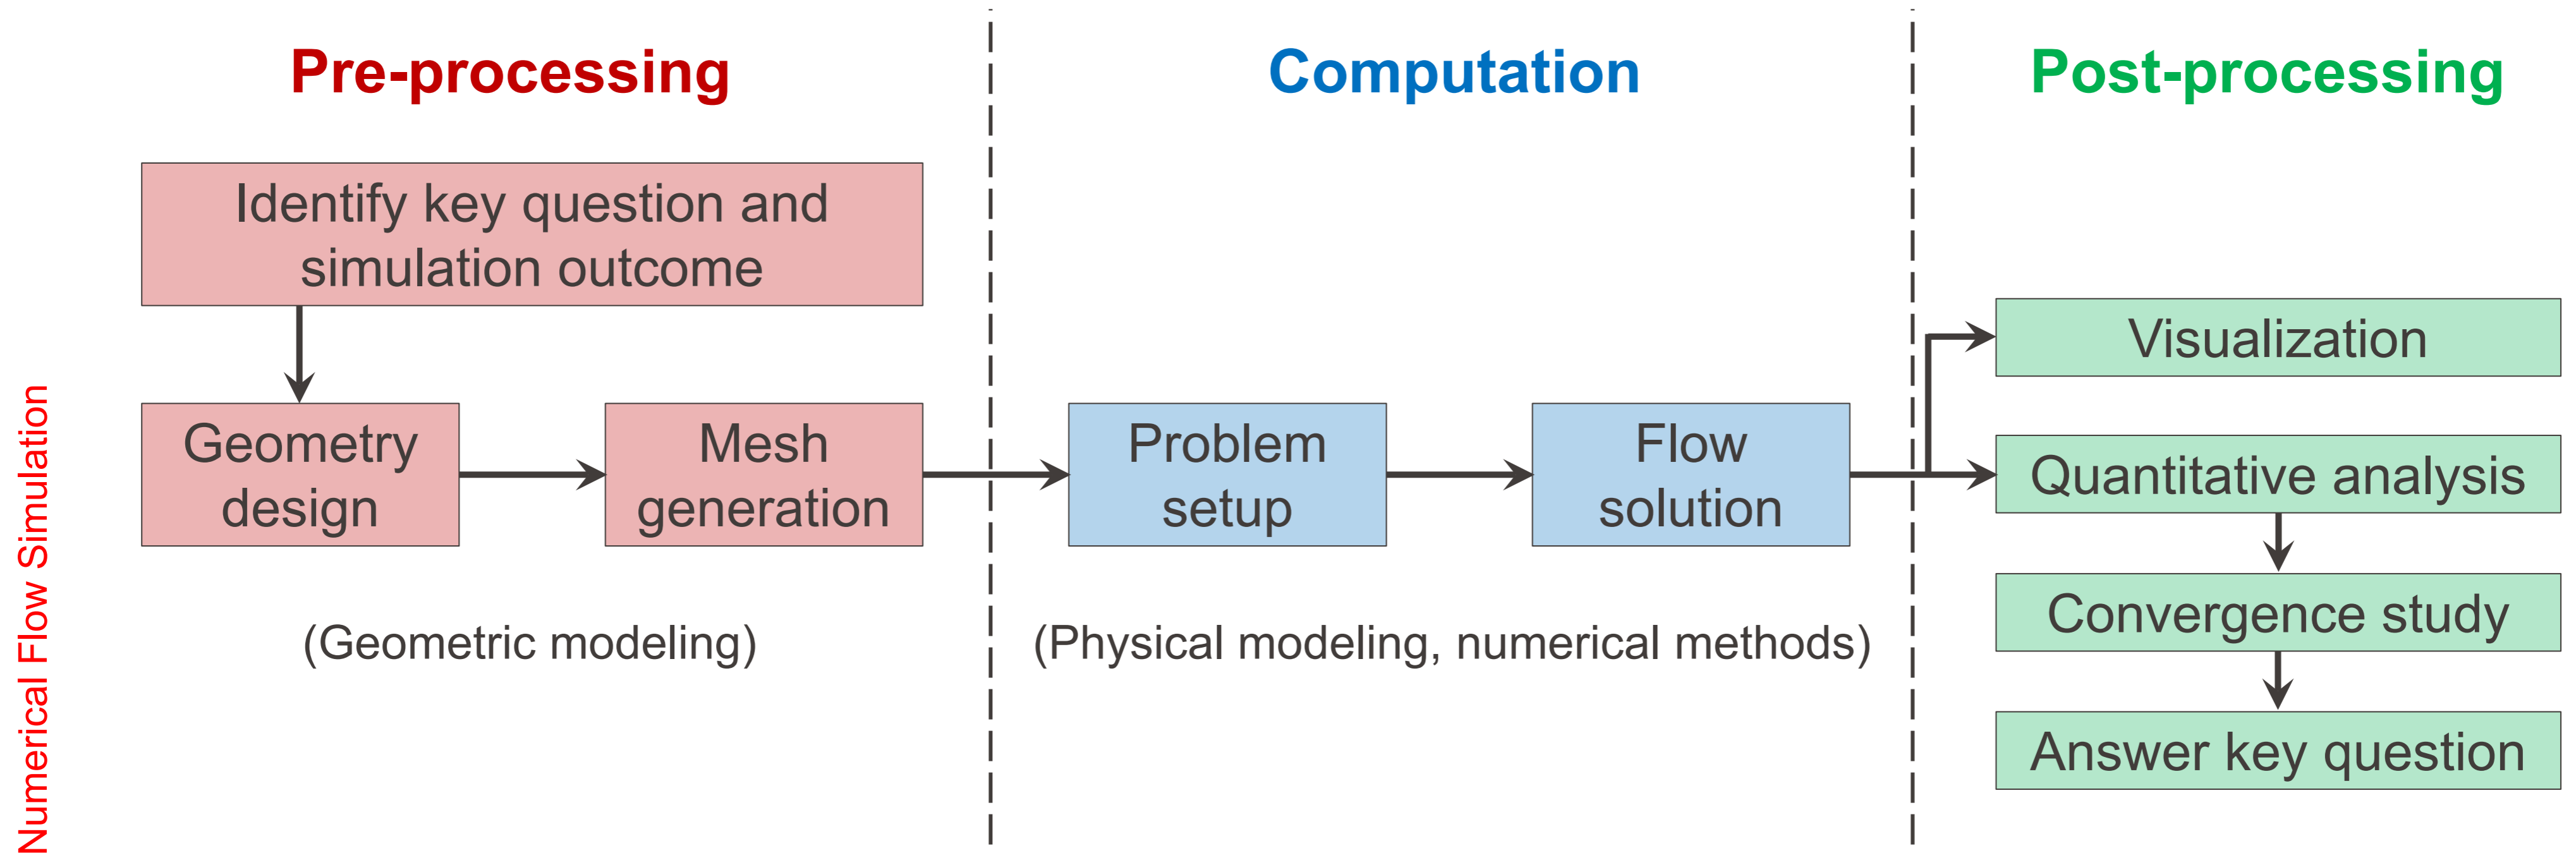 Pre-processing
Computation
Post-processing
Identify key question and
simulation outcome
Geometry
design
Mesh
generation
(Geometric modeling)
Problem
setup
Flow
solution
(Physical modeling, numerical methods)
Visualization
Quantitative analysis
Convergence study
Answer key question
Numerical Flow Simulation